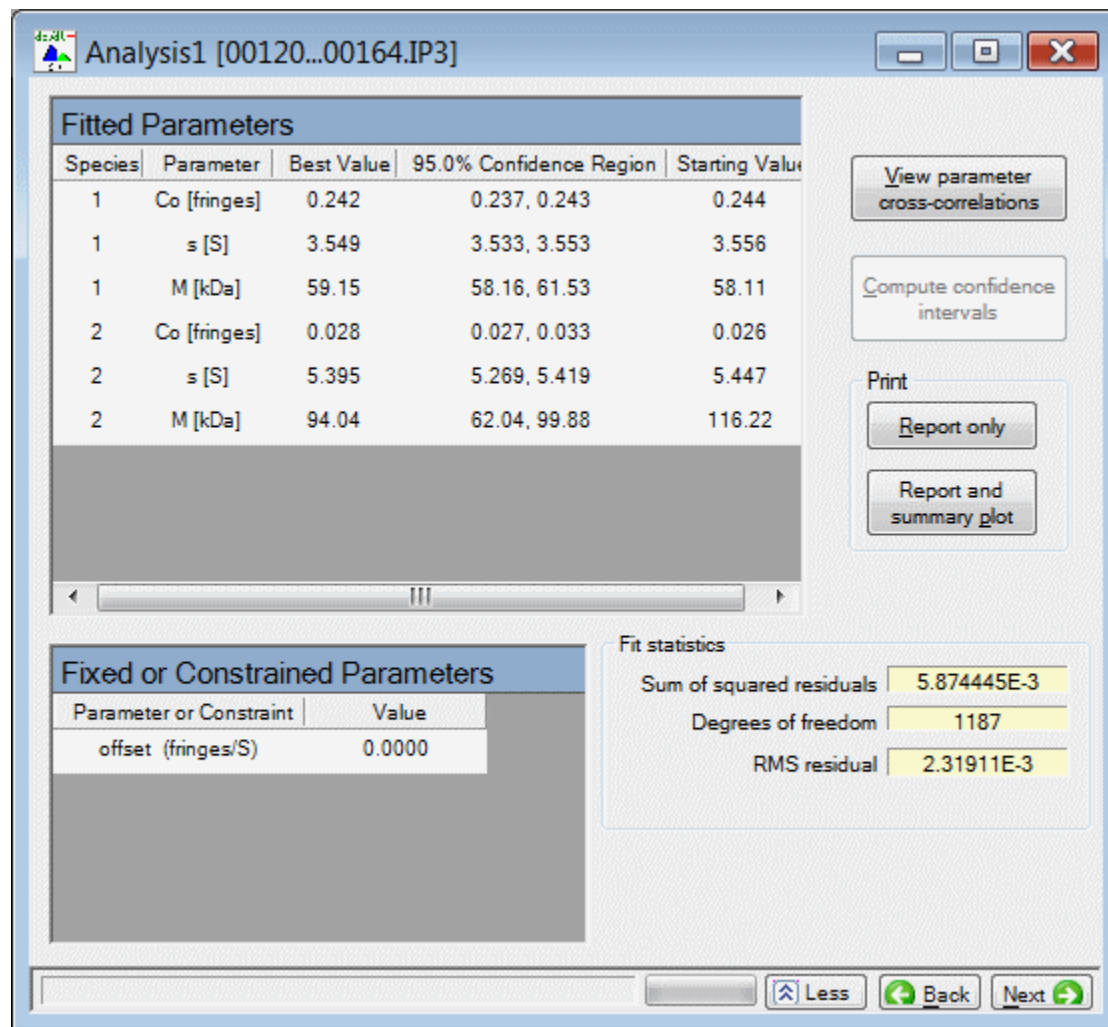 Analysis1 [00120...00164.IP3]
Fitted Parameters
Species Parameter Best Value 95.0% Confidence Region Starting Value
1 Co [fringes] 0.242 0.237, 0.243 0.244
1 s [S] 3.549 3.533, 3.553 3.556
1 M [kDa] 59.15 58.16, 61.53 58.11
2 Co [fringes] 0.028 0.027, 0.033 0.026
2 s [S] 5.395 5.269, 5.419 5.447
2 M [kDa] 94.04 62.04, 99.88 116.22
View parameter
cross-correlations
Compute confidence
intervals
Print
Report only
Report and
summary plot
Fixed or Constrained Parameters
Parameter or Constraint Value
offset (fringes/S) 0.0000
Fit statistics
Sum of squared residuals 5.874445E-3
Degrees of freedom 1187
RMS residual 2.31911E-3
Less Back Next